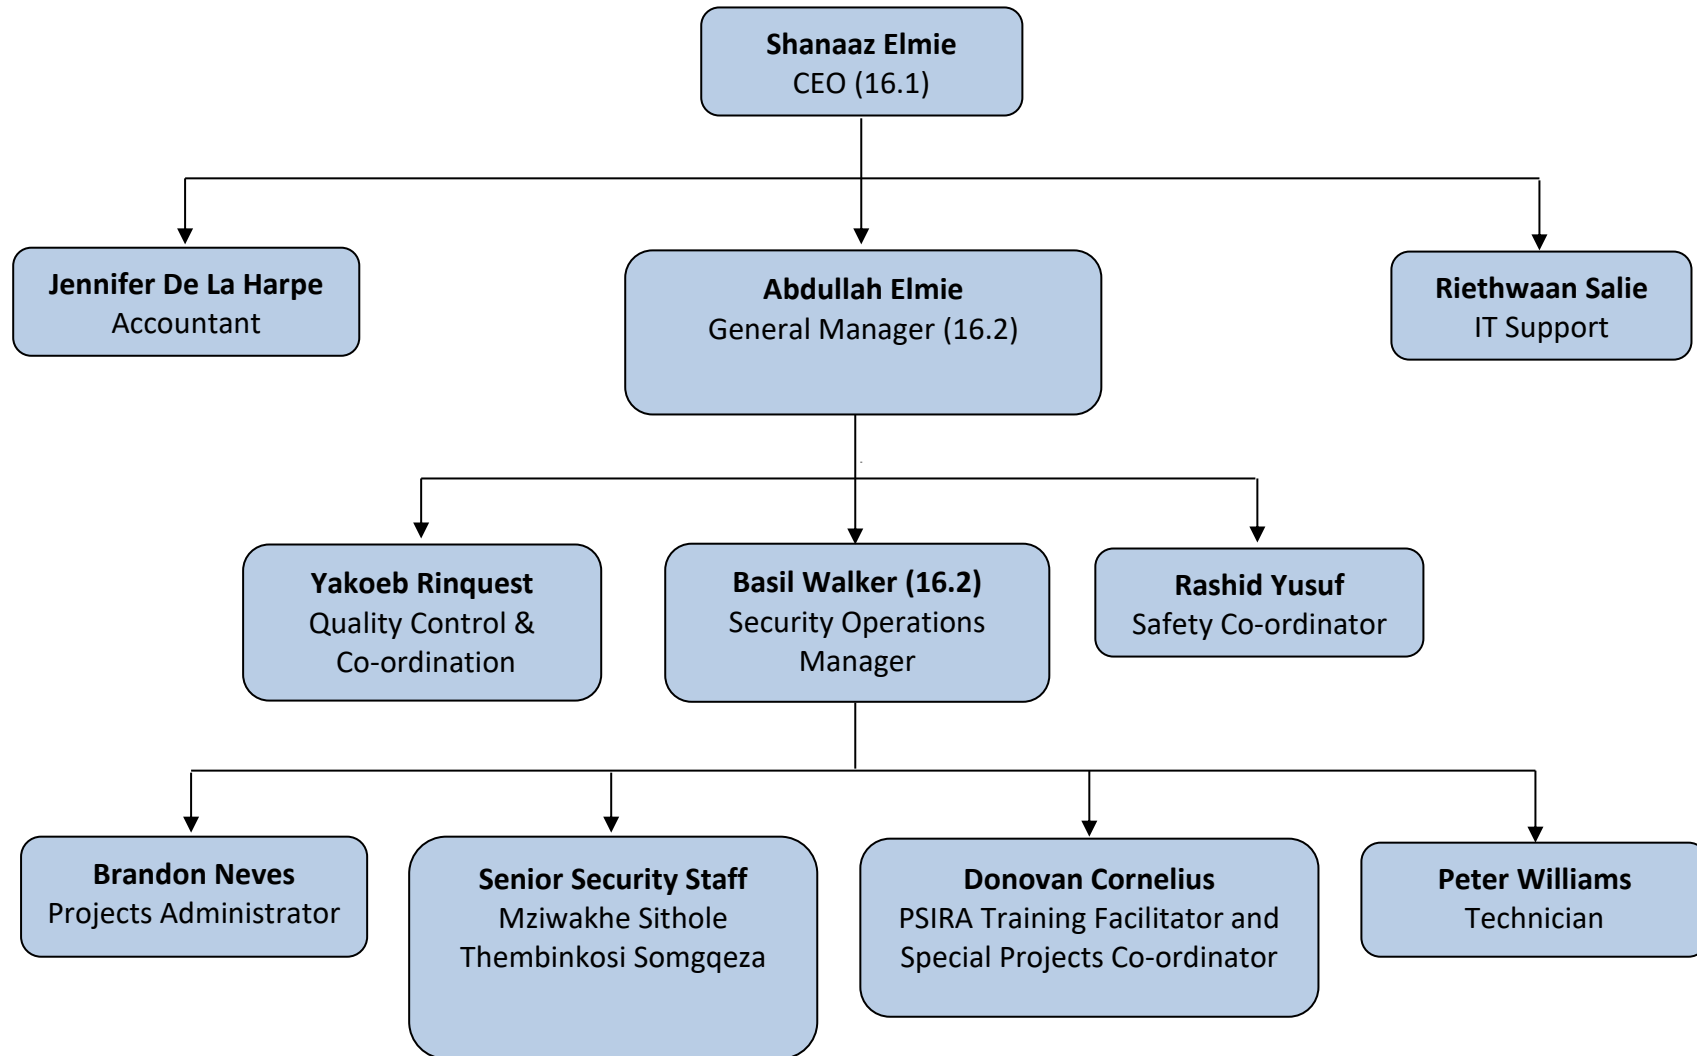 Shanaaz Elmie
CEO (16.1)
Jennifer De La Harpe
Accountant
Abdullah Elmie
General Manager (16.2)
Riethwaan Salie
IT Support
Yakoeb Rinquest
Quality Control &
Co-ordination
Basil Walker (16.2)
Security Operations
Manager
Rashid Yusuf
Safety Co-ordinator
Brandon Neves
Projects Administrator
Senior Security Staff
Mziwakhe Sithole
Thembinkosi Somgqeza
Donovan Cornelius
PSIRA Training Facilitator and
Special Projects Co-ordinator
Peter Williams
Technician